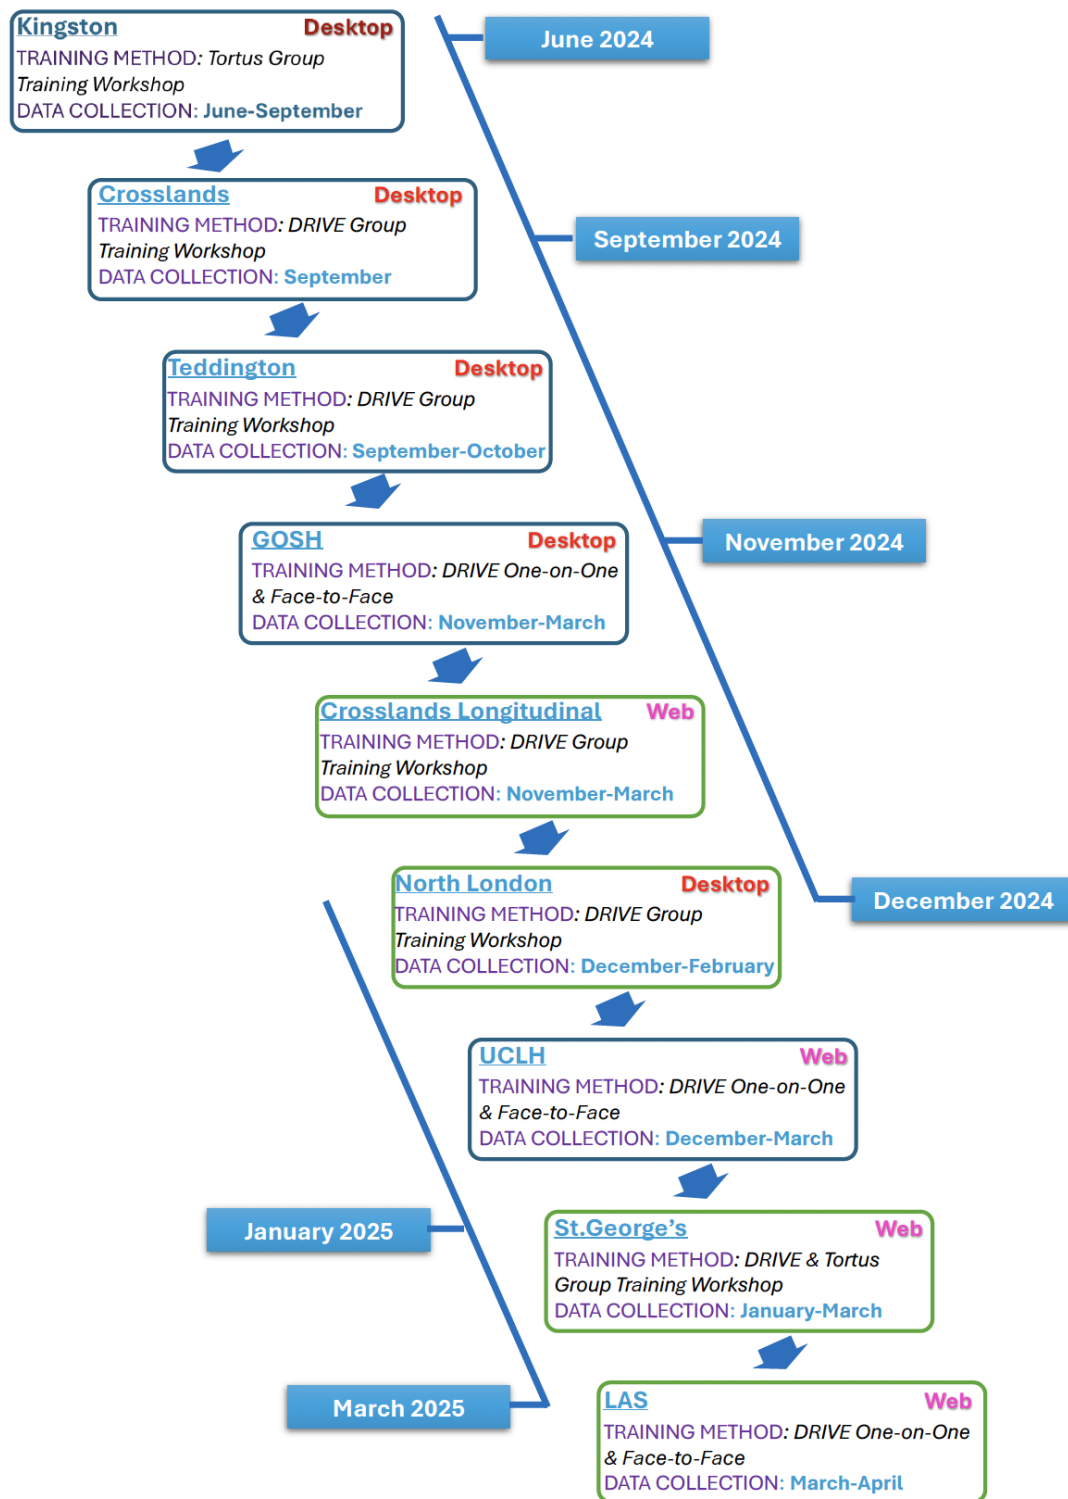 Kingston Desktop
TRAINING METHOD: Tortus Group
Training Workshop
DATA COLLECTION: June-September
June 2024
Crosslands Desktop
TRAINING METHOD: DRIVE Group
Training Workshop
DATA COLLECTION: September
September 2024
Teddington Desktop
TRAINING METHOD: DRIVE Group
Training Workshop
DATA COLLECTION: September-October
GOSH Desktop
TRAINING METHOD: DRIVE One-on-One
& Face-to-Face
DATA COLLECTION: November-March
November 2024
Crosslands Longitudinal Web
TRAINING METHOD: DRIVE Group
Training Workshop
DATA COLLECTION: November-March
North London Desktop
TRAINING METHOD: DRIVE Group
Training Workshop
DATA COLLECTION: December-February
December 2024
UCLH Web
TRAINING METHOD: DRIVE One-on-One
& Face-to-Face
DATA COLLECTION: December-March
January 2025
St.George's Web
TRAINING METHOD: DRIVE & Tortus
Group Training Workshop
DATA COLLECTION: January-March
March 2025
LAS Web
TRAINING METHOD: DRIVE One-on-One
& Face-to-Face
DATA COLLECTION: March-April